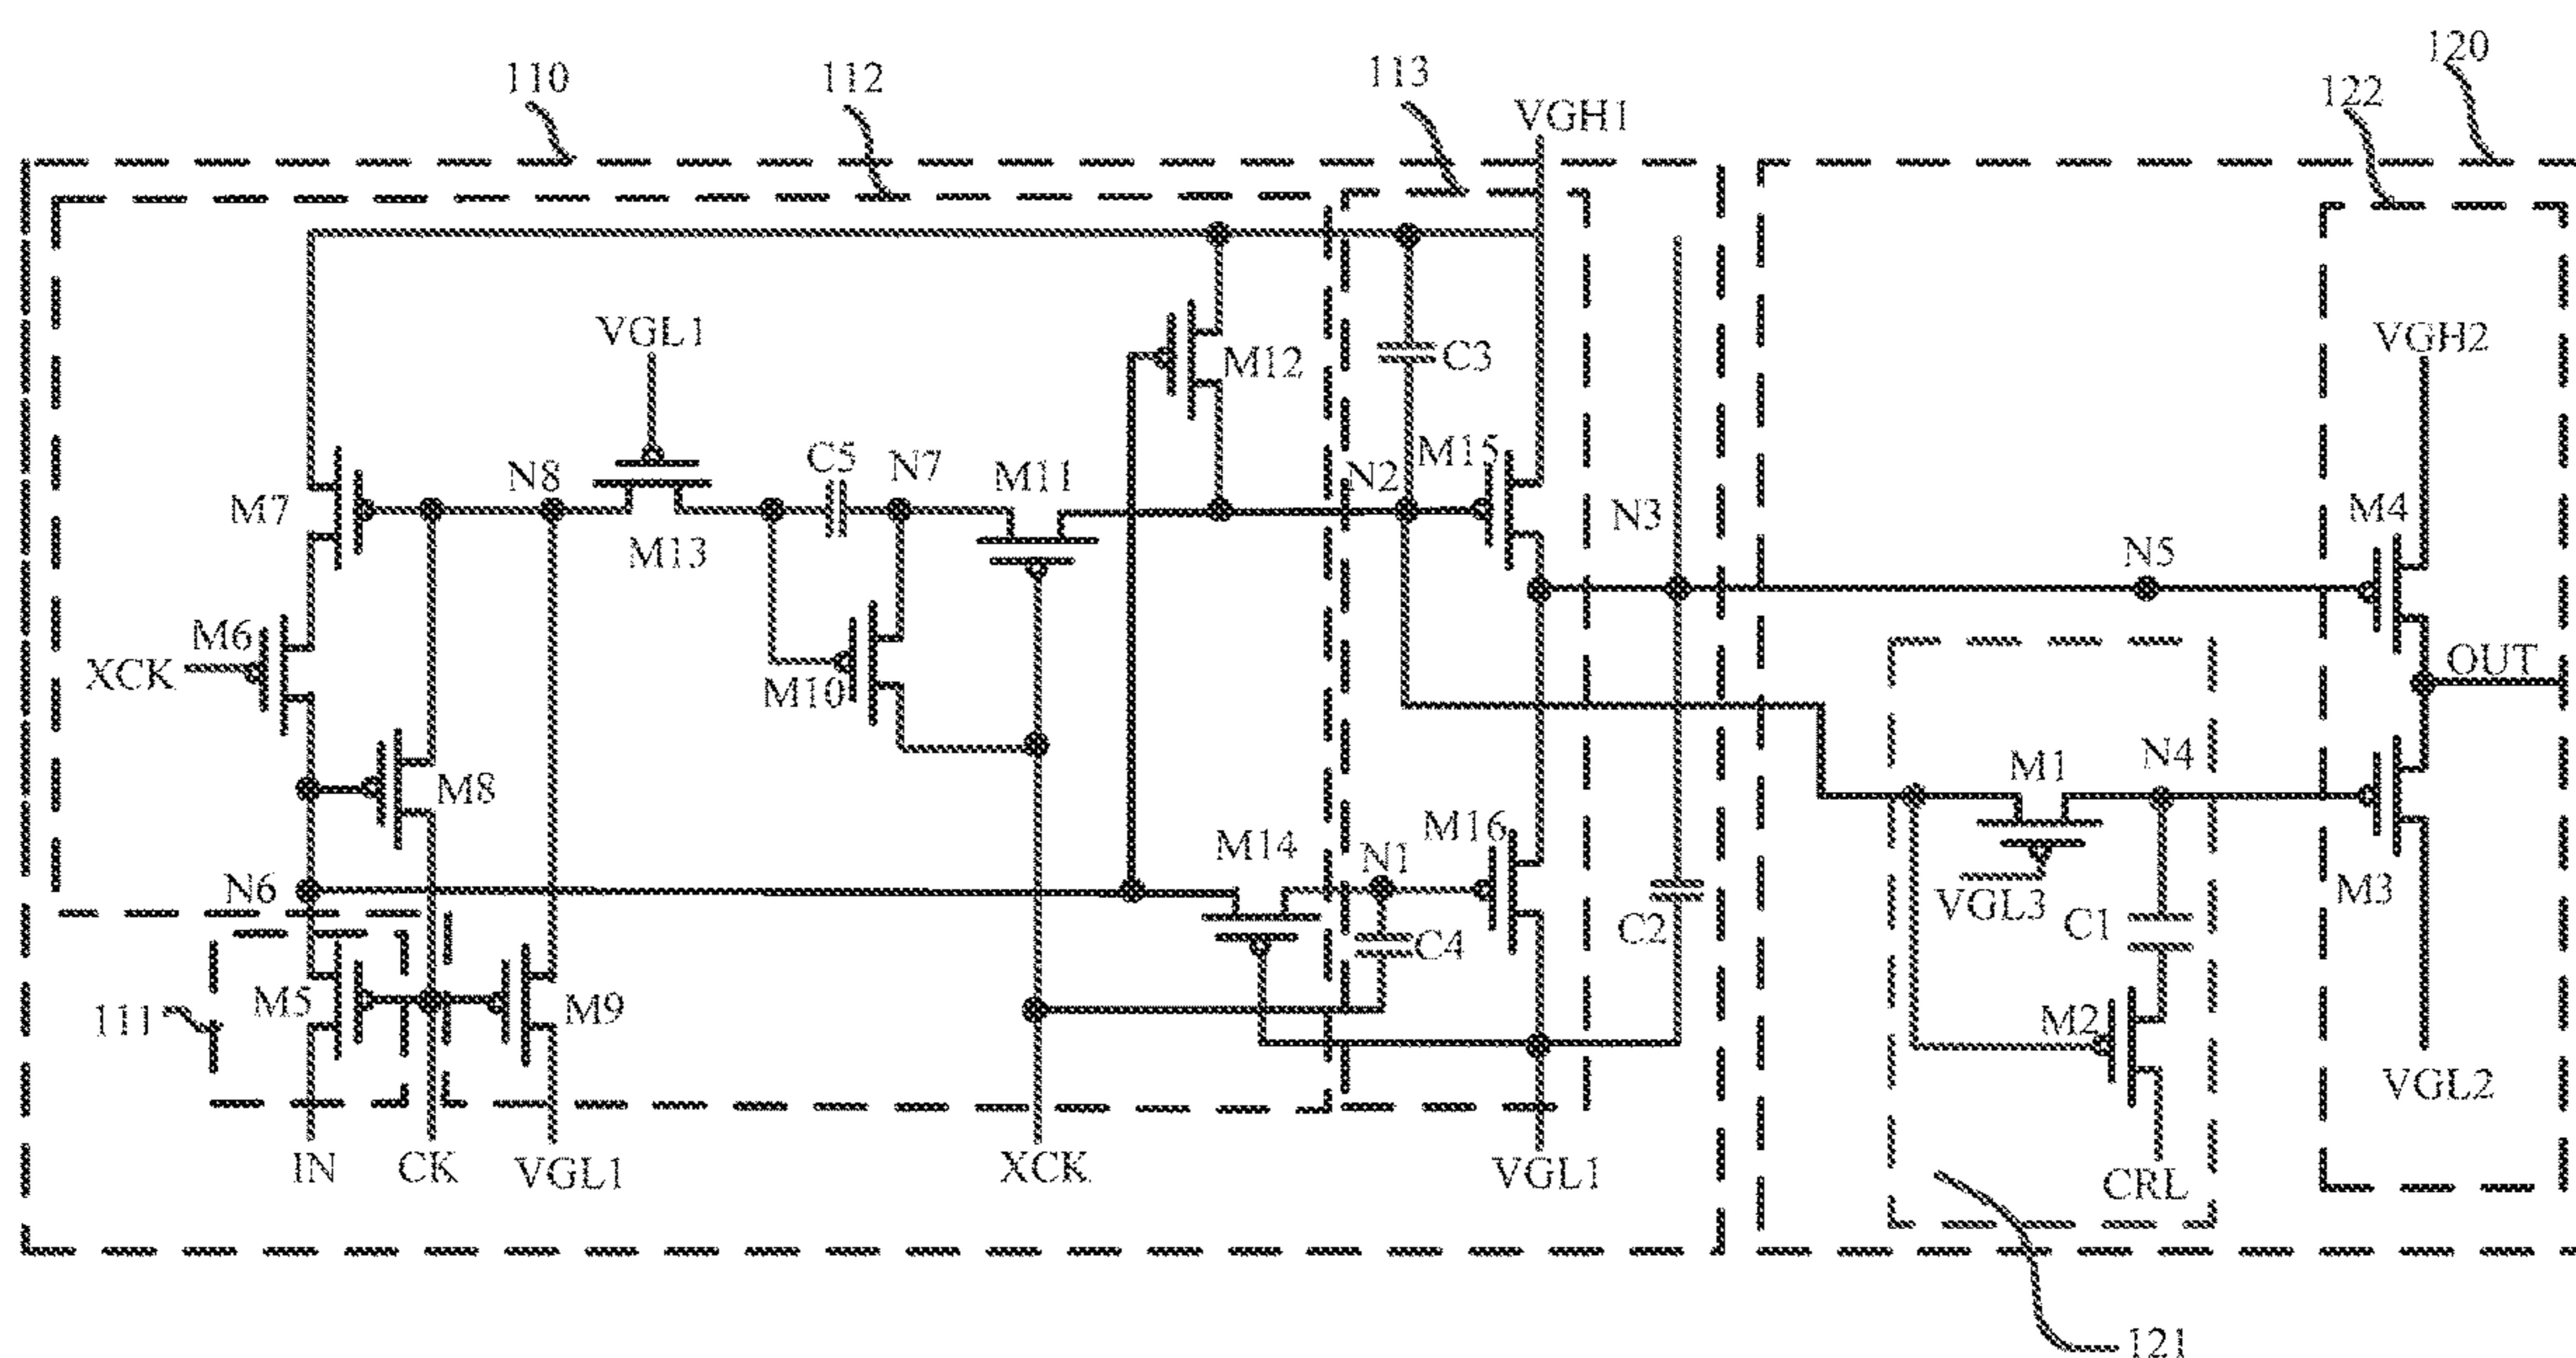 120
110
112
113
122
VGH1
VGL1
M12
C3
VGH2
M7
N8
C5
N7
M11
N2
M15
N3
M4
M13
N5
M6
XCK
M10
OUT
M8
M1
N4
M14
N1
M16
VGL3
M3
N6
C1
C2
C4
111
M5
M9
M2
VGL2
IN
CK
VGL1
XCK
VGL1
CRL
121